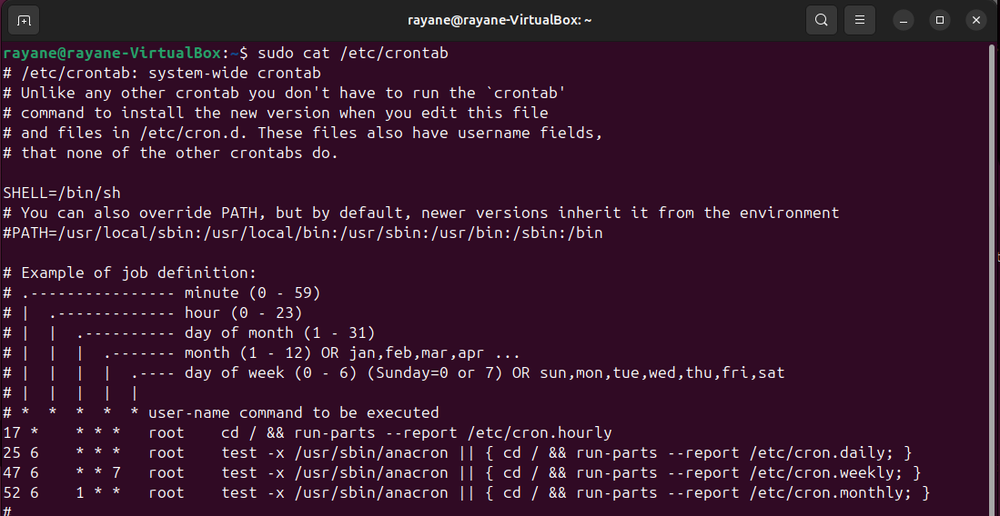 rayane@rayane-VirtualBox: ~
rayane@rayane-VirtualBox:~$ sudo cat /etc/crontab
# /etc/crontab: system-wide crontab
# Unlike any other crontab you don't have to run the `crontab'
# command to install the new version when you edit this file
# and files in /etc/cron.d. These files also have username fields,
# that none of the other crontabs do.

SHELL=/bin/sh
# You can also override PATH, but by default, newer versions inherit it from the environment
#PATH=/usr/local/sbin:/usr/local/bin:/usr/sbin:/usr/bin:/sbin:/bin

# Example of job definition:
# .---------------- minute (0 - 59)
# |  .------------- hour (0 - 23)
# |  |  .---------- day of month (1 - 31)
# |  |  |  .------- month (1 - 12) OR jan,feb,mar,apr ...
# |  |  |  |  .---- day of week (0 - 6) (Sunday=0 or 7) OR sun,mon,tue,wed,thu,fri,sat
# |  |  |  |  |
# *  *  *  *  * user-name command to be executed
17 *    * * *   root    cd / && run-parts --report /etc/cron.hourly
25 6    * * *   root    test -x /usr/sbin/anacron || { cd / && run-parts --report /etc/cron.daily; }
47 6    * * 7   root    test -x /usr/sbin/anacron || { cd / && run-parts --report /etc/cron.weekly; }
52 6    1 * *   root    test -x /usr/sbin/anacron || { cd / && run-parts --report /etc/cron.monthly; }
#